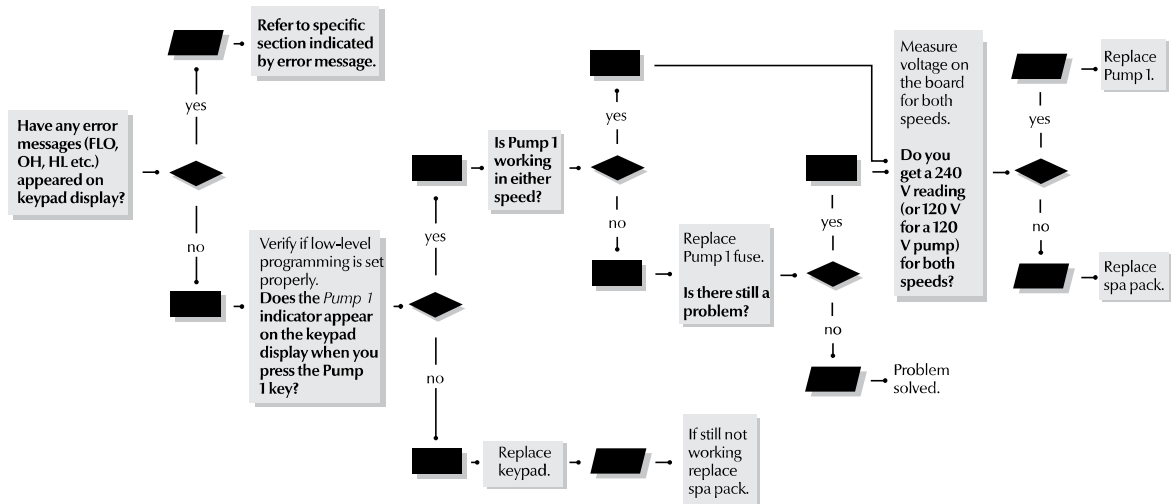 Have any error
messages (FLO,
OH, HL etc.)
appeared on
keypad display?
yes
Refer to specific
section indicated
by error message.
no
Verify if low-level
programming is set
properly.
Does the Pump 1
indicator appear
on the keypad
display when you
press the Pump
1 key?
yes
Is Pump 1
working
in either
speed?
yes
no
Replace
Pump 1 fuse.
Is there still a
problem?
yes
no
Problem
solved.
Measure
voltage on
the board
for both
speeds.
Do you
get a 240
V reading
(or 120 V
for a 120
V pump)
for both
speeds?
yes
Replace
Pump 1.
no
Replace
spa pack.
no
Replace
keypad.
If still not
working
replace
spa pack.